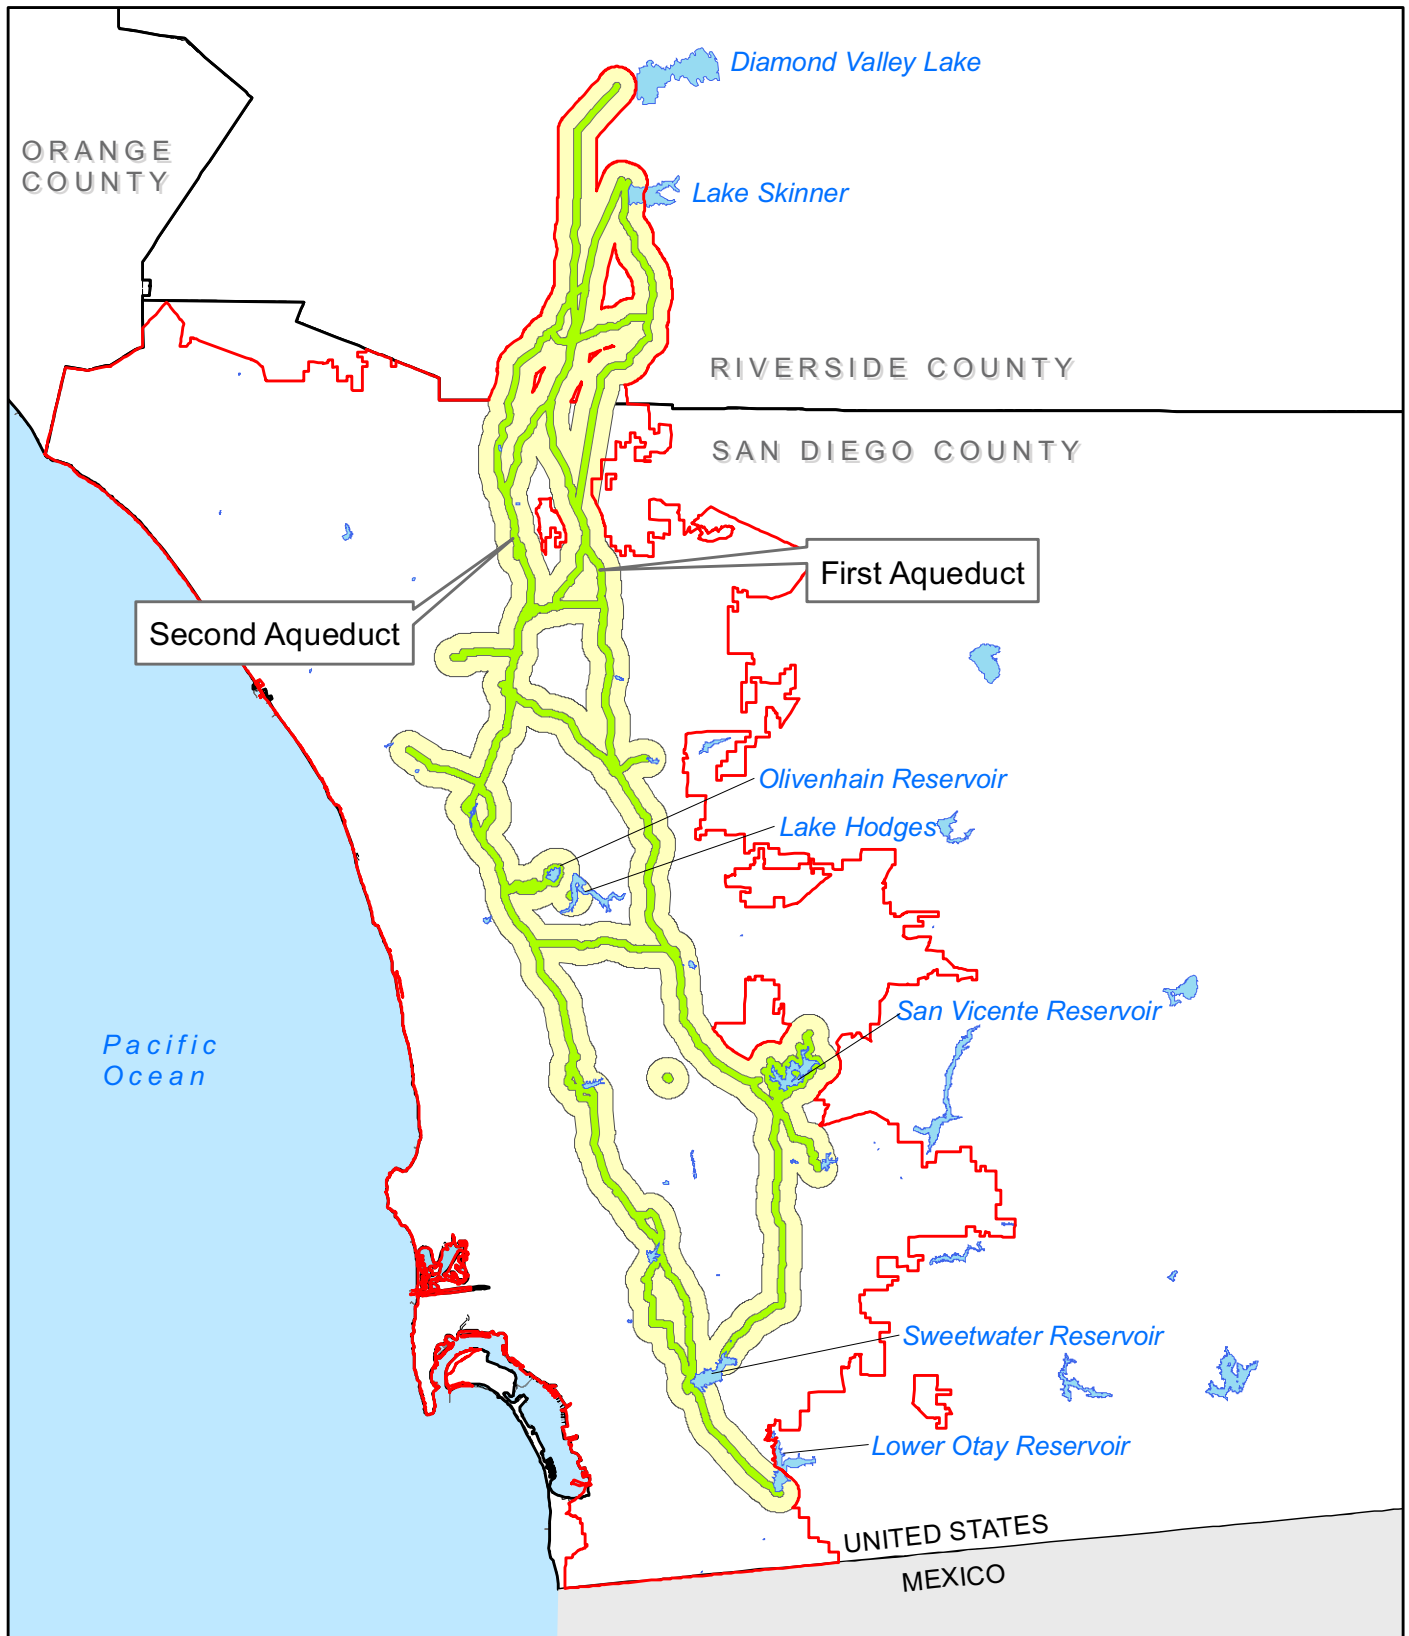 Diamond Valley Lake
ORANGE
COUNTY
Lake Skinner
RIVERSIDE COUNTY
SAN DIEGO COUNTY
First Aqueduct
Second Aqueduct
Olivenhain Reservoir
Lake Hodges
San Vicente Reservoir
Pacific
Ocean
Sweetwater Reservoir
Lower Otay Reservoir
UNITED STATES
MEXICO